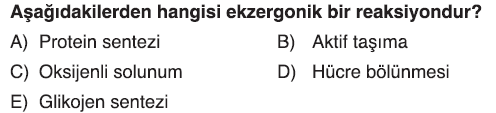 Aşağıdakilerden hangisi ekzergonik bir reaksiyondur?
A) Protein sentezi B) Aktif taşıma
C) Oksijenli solunum D) Hücre bölünmesi
E) Glikojen sentezi